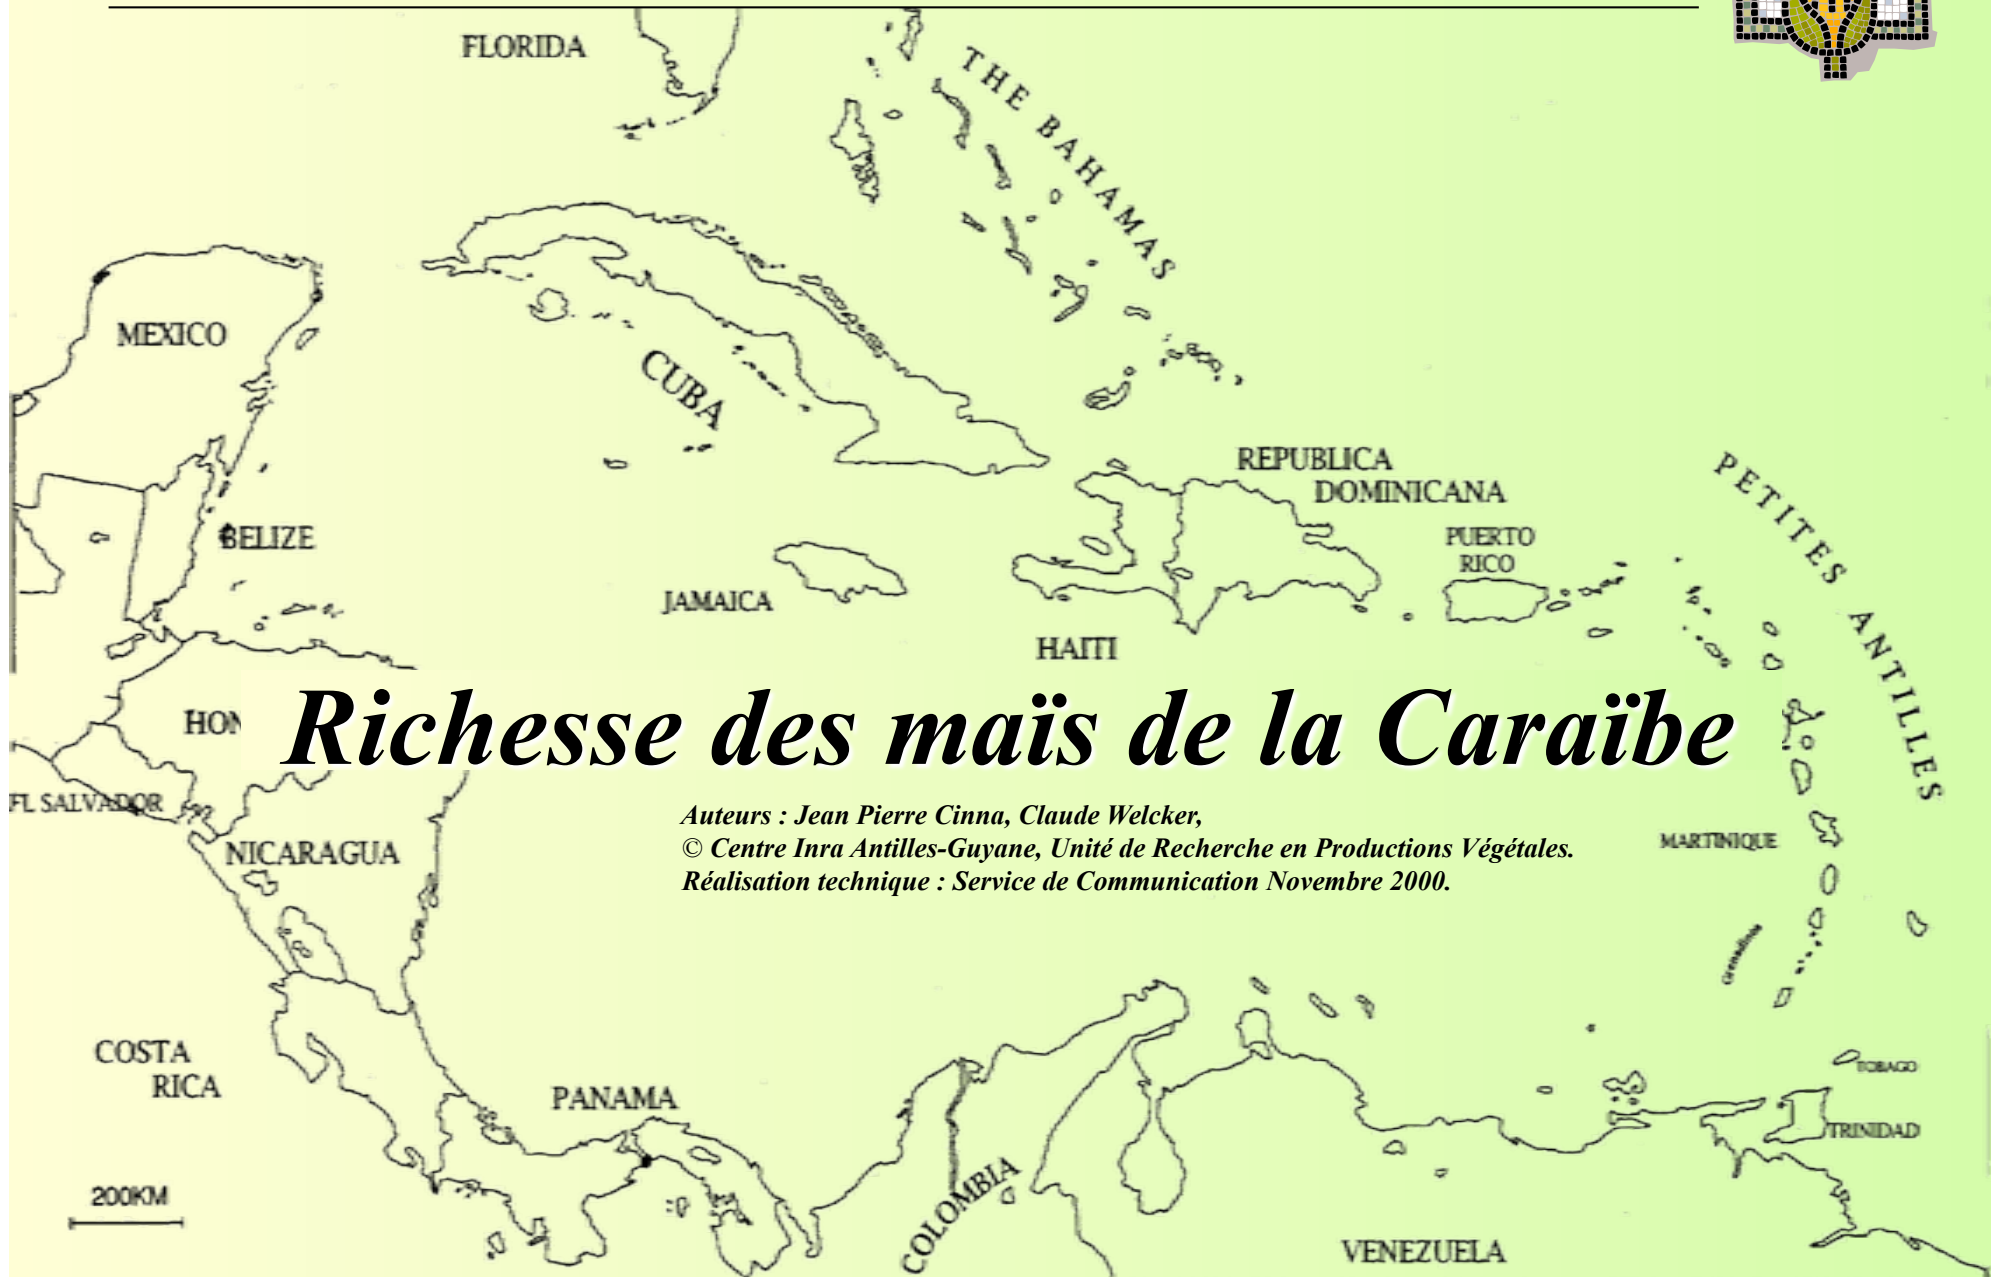 FLORIDA
THE BAHAMAS
MEXICO
CUBA
REPUBLICA
DOMINICANA
PETITES ANTILLES
BELIZE
PUERTO
RICO
JAMAICA
HAITI
HON
Richesse des maïs de la Caraïbe
SALVADOR
Auteurs : Jean Pierre Cinna, Claude Welcker,
© Centre Inra Antilles-Guyane, Unité de Recherche en Productions Végétales.
Réalisation technique : Service de Communication Novembre 2000.
NICARAGUA
MARTINIQUE
Grenadines
COSTA
RICA
PANAMA
TOBAGO
TRINIDAD
200KM
COLOMBIA
VENEZUELA